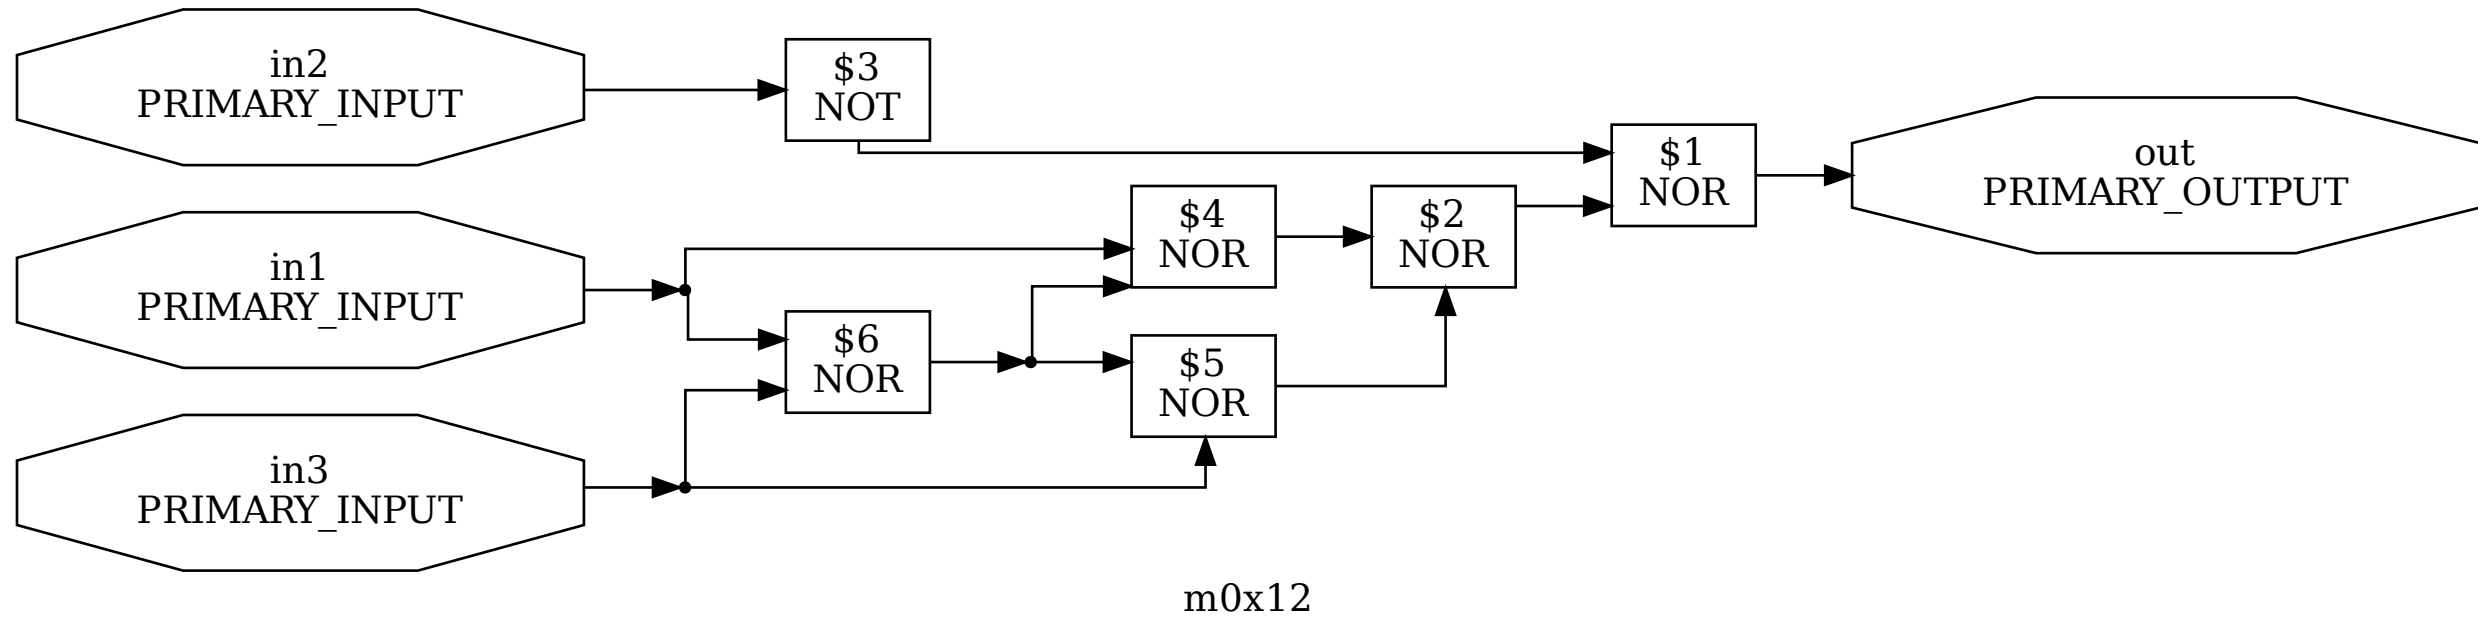 in2
PRIMARY_INPUT
$3
NOT
$1
NOR
out
PRIMARY_OUTPUT
in1
PRIMARY_INPUT
$4
NOR
$2
NOR
$6
NOR
$5
NOR
in3
PRIMARY_INPUT
m0x12